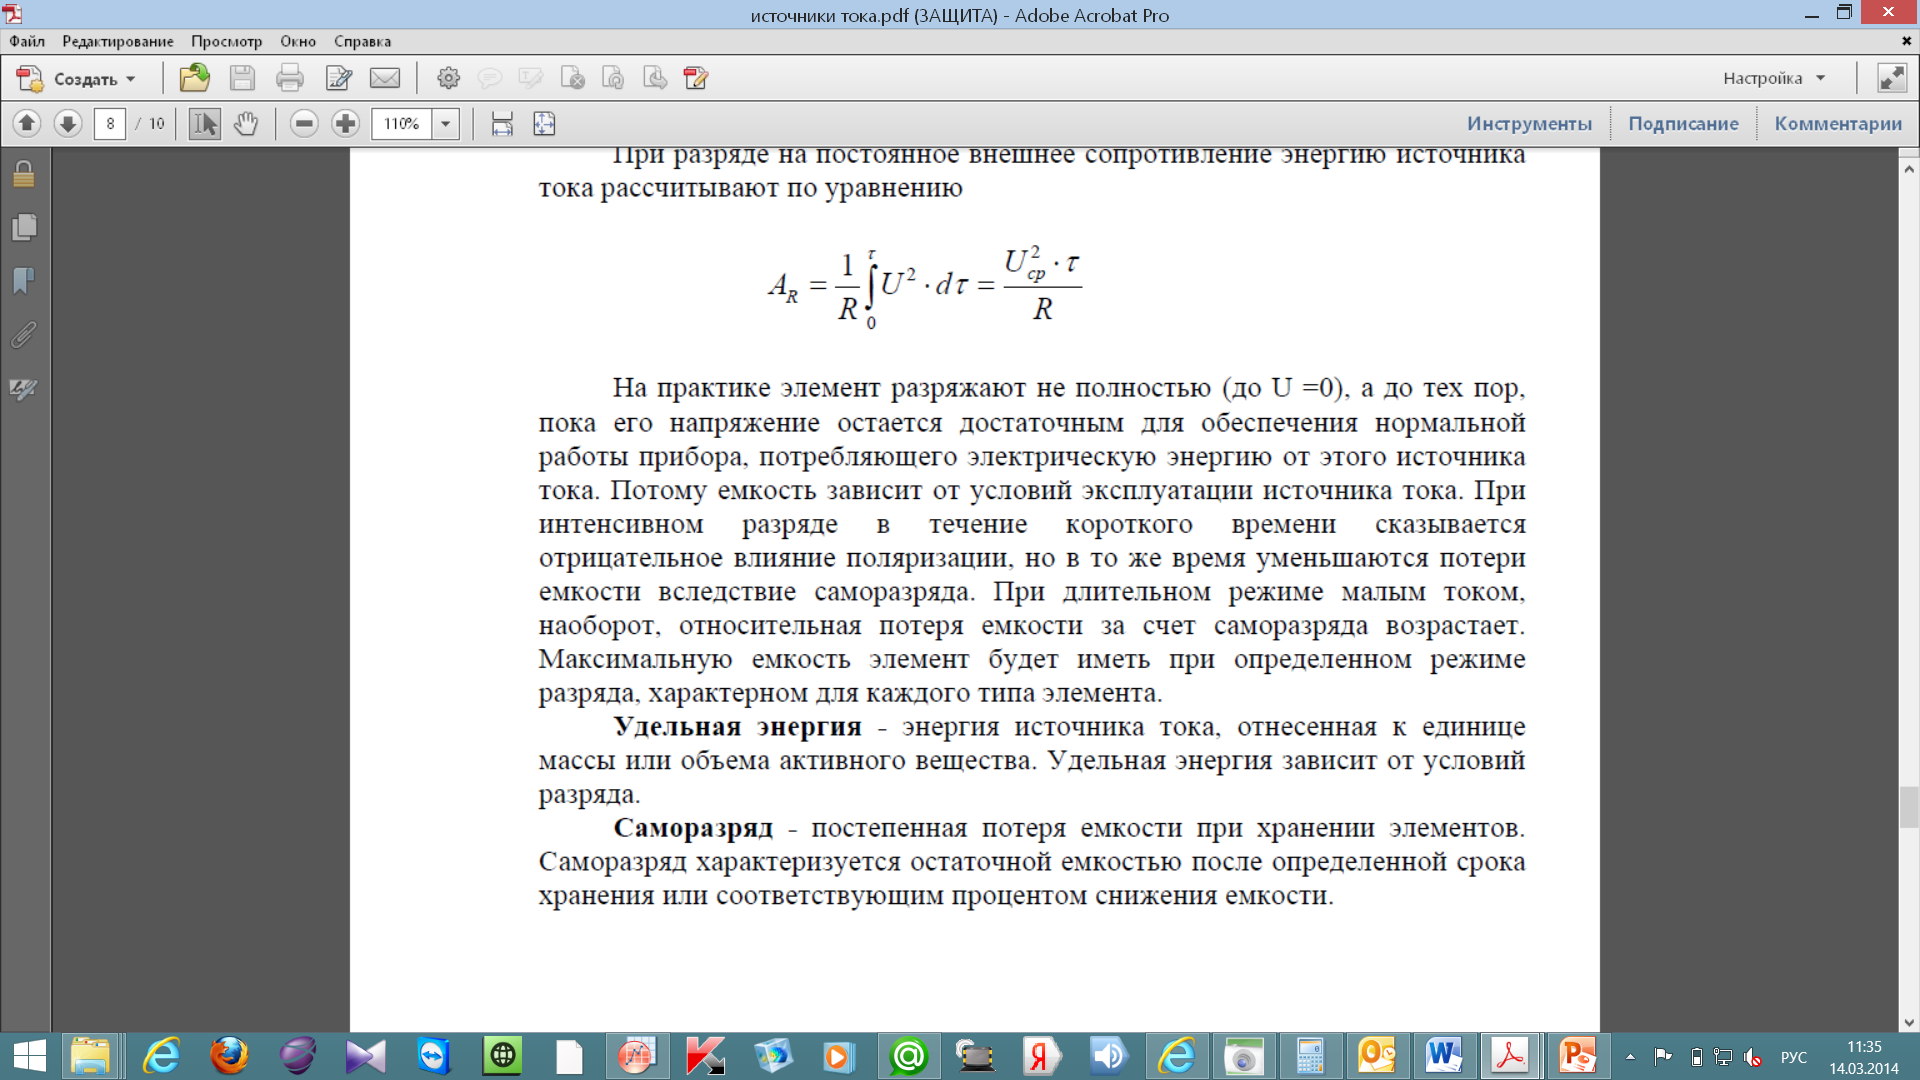 источники тока.pdf (ЗАЩИТА) - Adobe Acrobat Pro
Файл Редактирование Просмотр Окно Справка
Создать Настройка
8 / 10 110% Инструменты Подписание Комментарии
При разряде на постоянное внешнее сопротивление энергию источника
тока рассчитывают по уравнению
A_R = \frac{1}{R} \int_0^τ U^2 · dτ = \frac{U_{ср}^2 · τ}{R}
На практике элемент разряжают не полностью (до U =0), а до тех пор,
пока его напряжение остается достаточным для обеспечения нормальной
работы прибора, потребляющего электрическую энергию от этого источника
тока. Потому емкость зависит от условий эксплуатации источника тока. При
интенсивном разряде в течение короткого времени сказывается
отрицательное влияние поляризации, но в то же время уменьшаются потери
емкости вследствие саморазряда. При длительном режиме малым током,
наоборот, относительная потеря емкости за счет саморазряда возрастает.
Максимальную емкость элемент будет иметь при определенном режиме
разряда, характерном для каждого типа элемента.
Удельная энергия - энергия источника тока, отнесенная к единице
массы или объема активного вещества. Удельная энергия зависит от условий
разряда.
Саморазряд - постепенная потеря емкости при хранении элементов.
Саморазряд характеризуется остаточной емкостью после определенной срока
хранения или соответствующим процентом снижения емкости.
РУС 11:35
14.03.2014